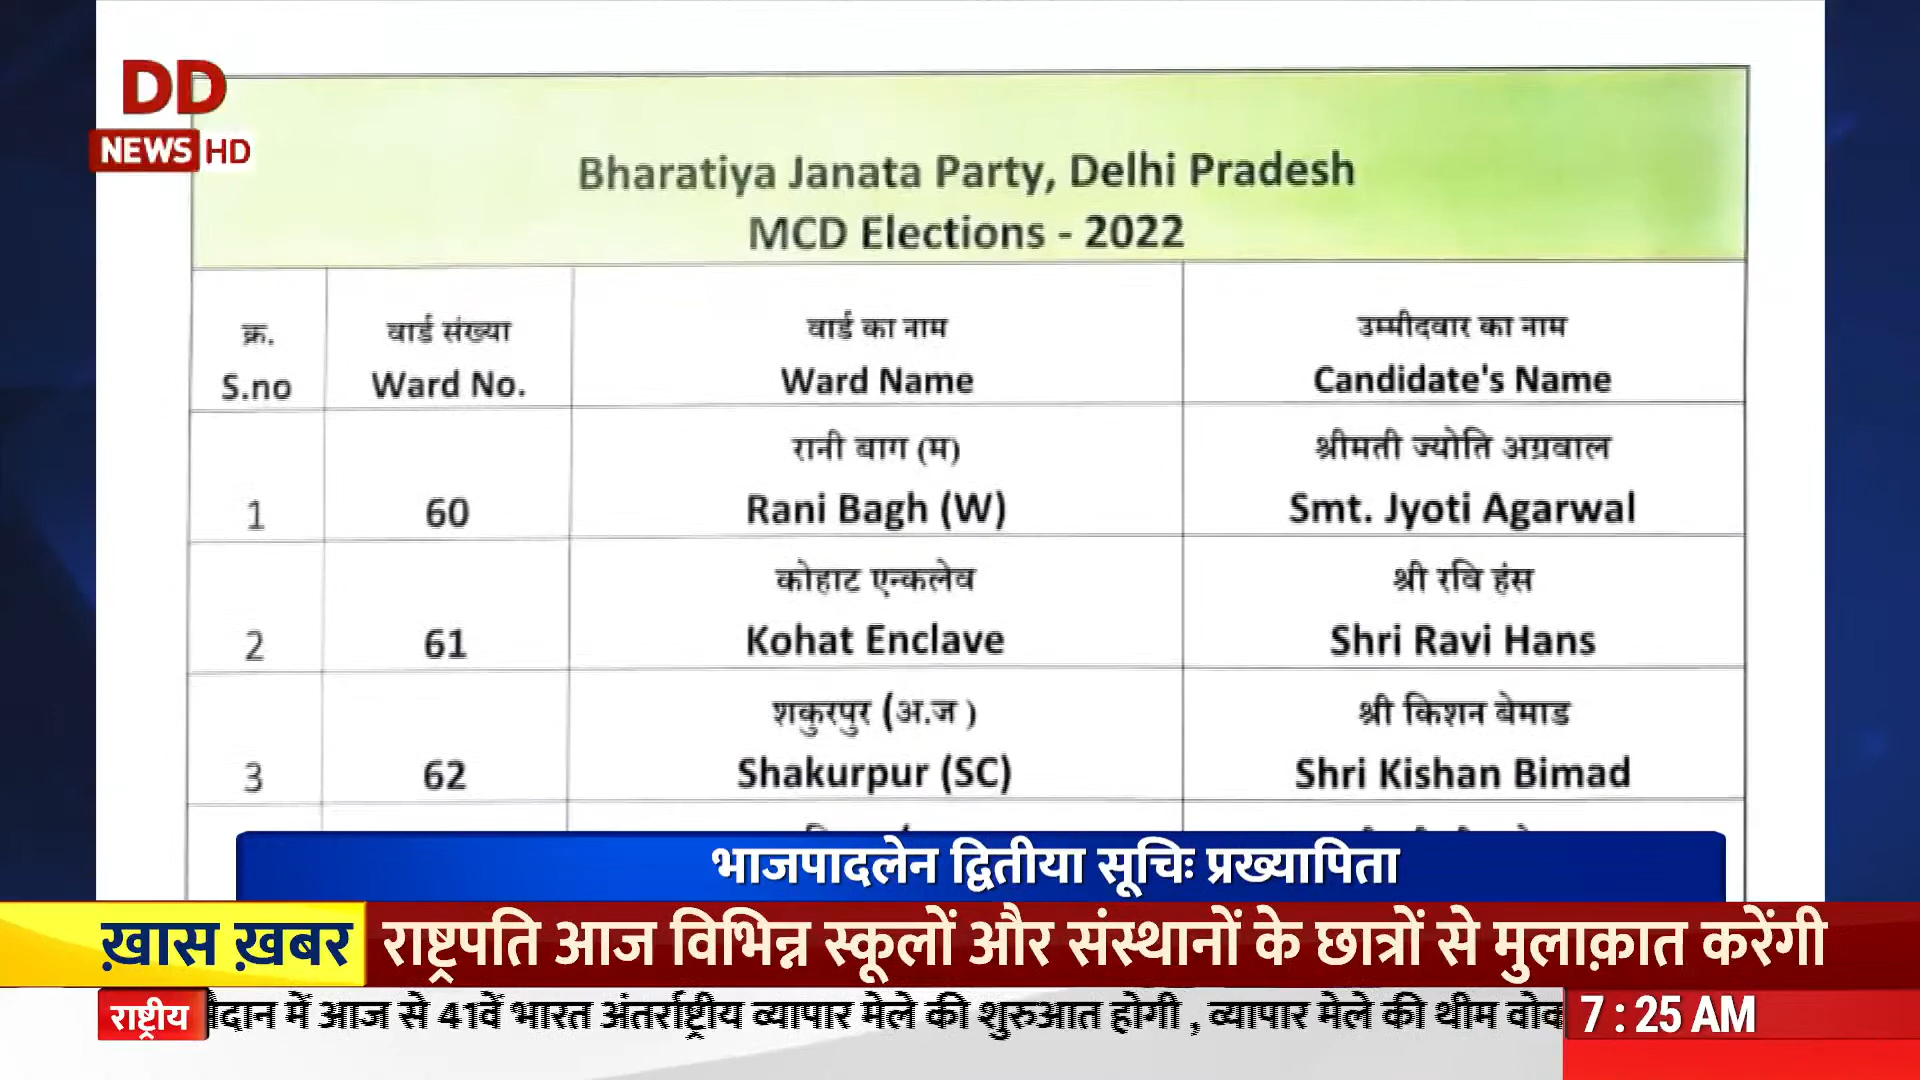 DD
NEWS HD
Bharatiya Janata Party, Delhi Pradesh
MCD Elections - 2022
क्र. वार्ड संख्या वार्ड का नाम उम्मीदवार का नाम
S.no Ward No. Ward Name Candidate's Name
रानी बाग (म) श्रीमती ज्योति अग्रवाल
1 60 Rani Bagh (W) Smt. Jyoti Agarwal
कोहाट एन्कलेव श्री रवि हंस
2 61 Kohat Enclave Shri Ravi Hans
शकुरपुर (अ.ज ) श्री किशन बेमाड
3 62 Shakurpur (SC) Shri Kishan Bimad
भाजपादलेन द्वितीया सूचिः प्रख्यापिता
ख़ास ख़बर राष्ट्रपति आज विभिन्न स्कूलों और संस्थानों के छात्रों से मुलाक़ात करेंगी
राष्ट्रीय में आज से 41वें भारत अंतर्राष्ट्रीय व्यापार मेले की शुरुआत होगी , व्यापार मेले की थीम 7 : 25 AM